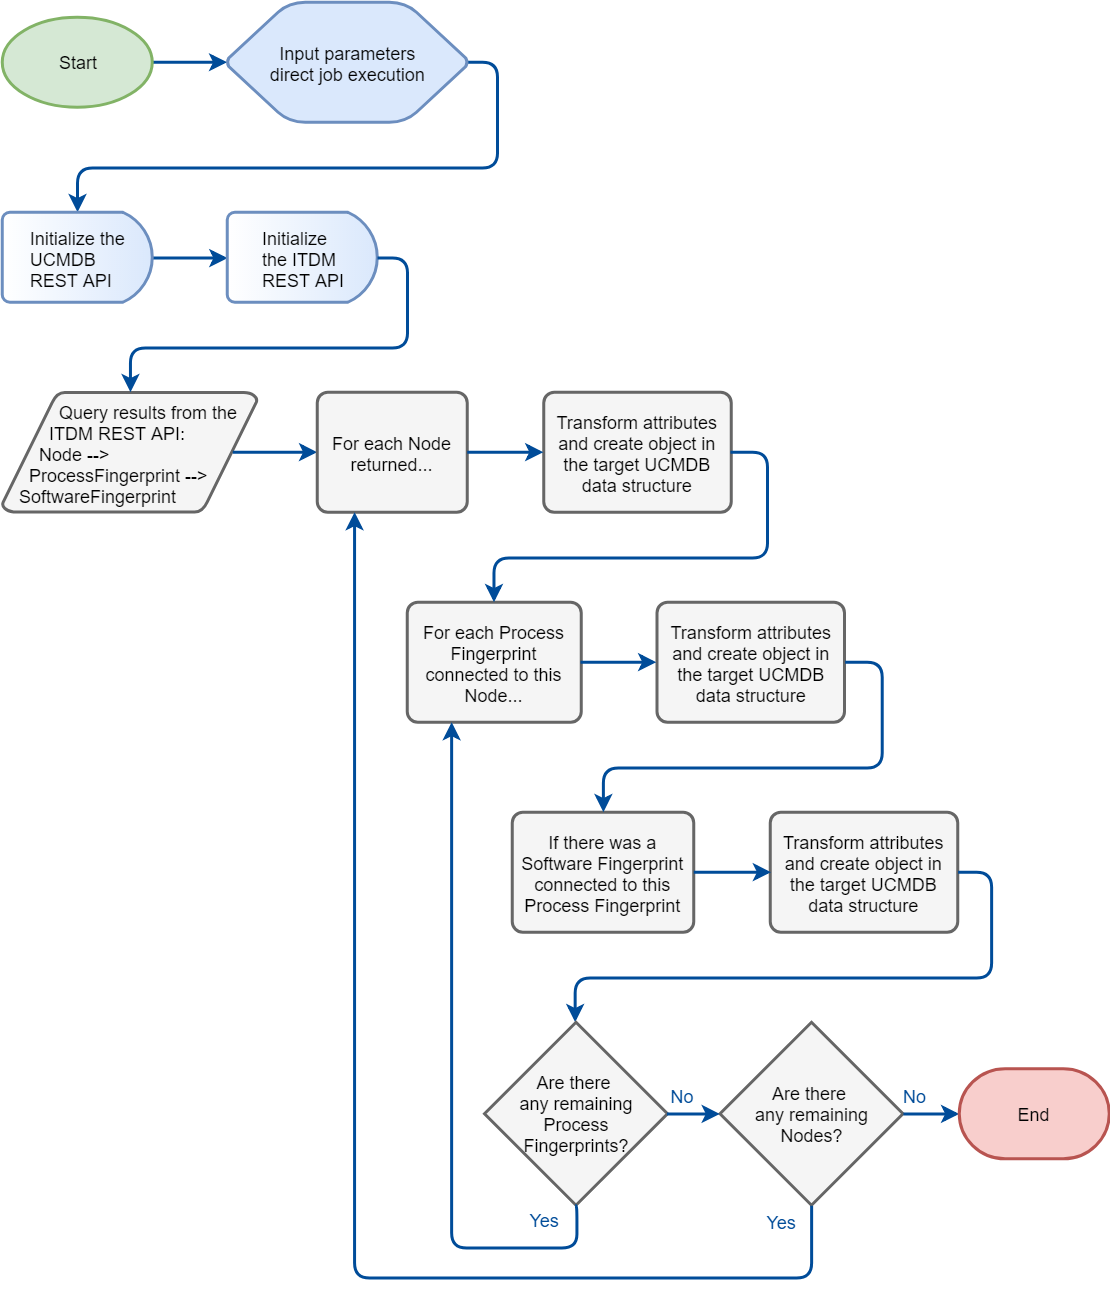 Start
Input parameters
direct job execution
Initialize the
UCMDB
REST API
Initialize
the ITDM
REST API
Query results from the
ITDM REST API:
Node -->
ProcessFingerprint -->
SoftwareFingerprint
For each Node
returned...
Transform attributes
and create object in
the target UCMDB
data structure
For each Process
Fingerprint
connected to this
Node...
Transform attributes
and create object in
the target UCMDB
data structure
If there was a
Software Fingerprint
connected to this
Process Fingerprint
Transform attributes
and create object in
the target UCMDB
data structure
Are there
any remaining
Process
Fingerprints?
No
Yes
Are there
any remaining
Nodes?
No
Yes
End